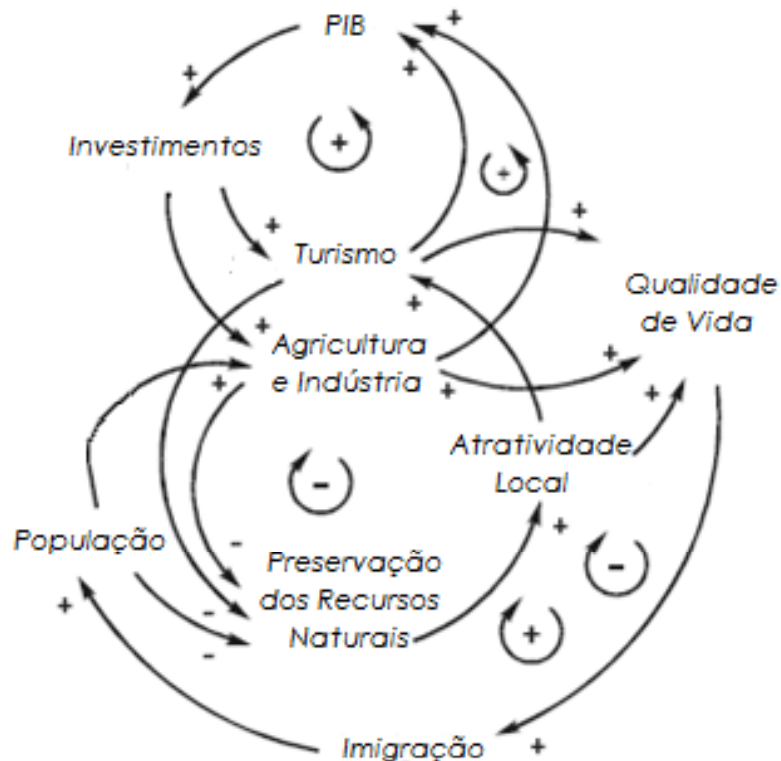 PIB
+
+
+
Investimentos
+
+
+
+
Turismo
Qualidade
de Vida
+
+
Agricultura
e Indústria
+
+
+
+
Atratividade
Local
-
+
População
-
Preservação
dos Recursos
Naturais
-
+
-
-
+
Imigração
+